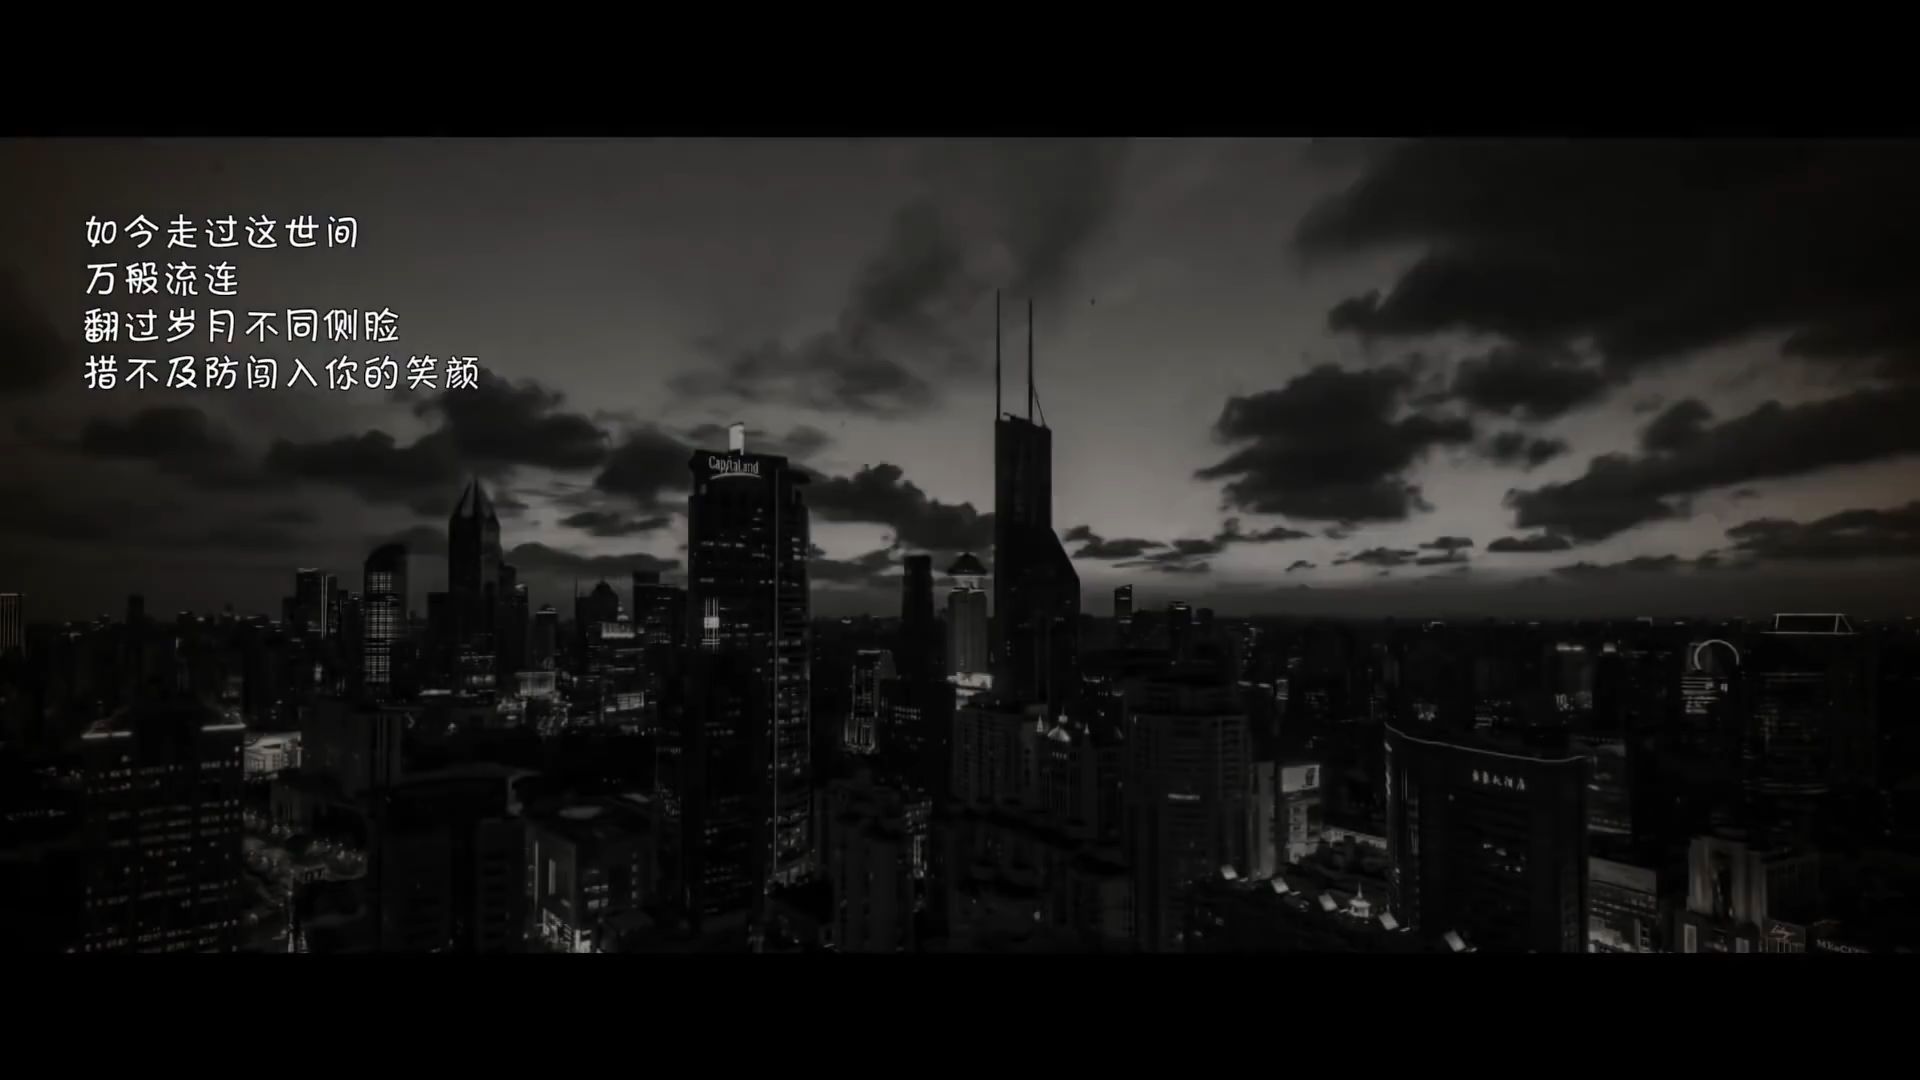 如今走过这世间
万般流连
翻过岁月不同侧脸
措不及防闯入你的笑颜
CapitaLand